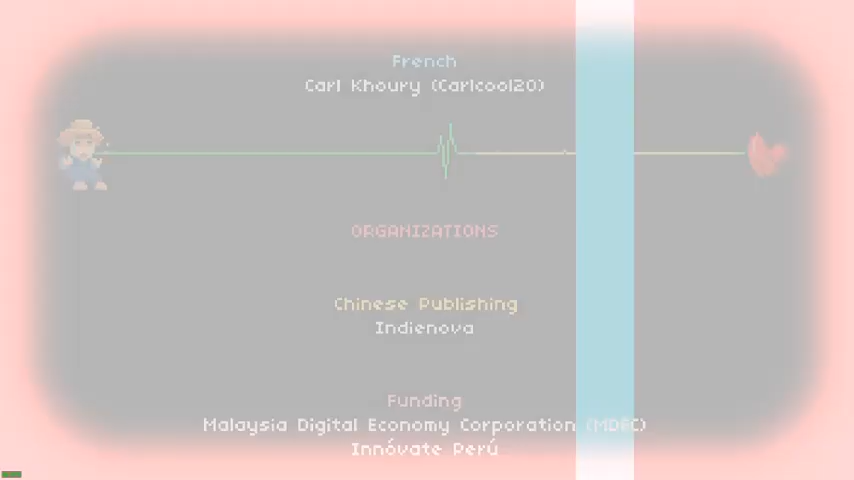 French
Carl Khoury (Carlcool20)
ORGANIZATIONS
Chinese Publishing
Indienova
Funding
Malaysia Digital Economy Corporation (MDEC)
Innóvate Perú